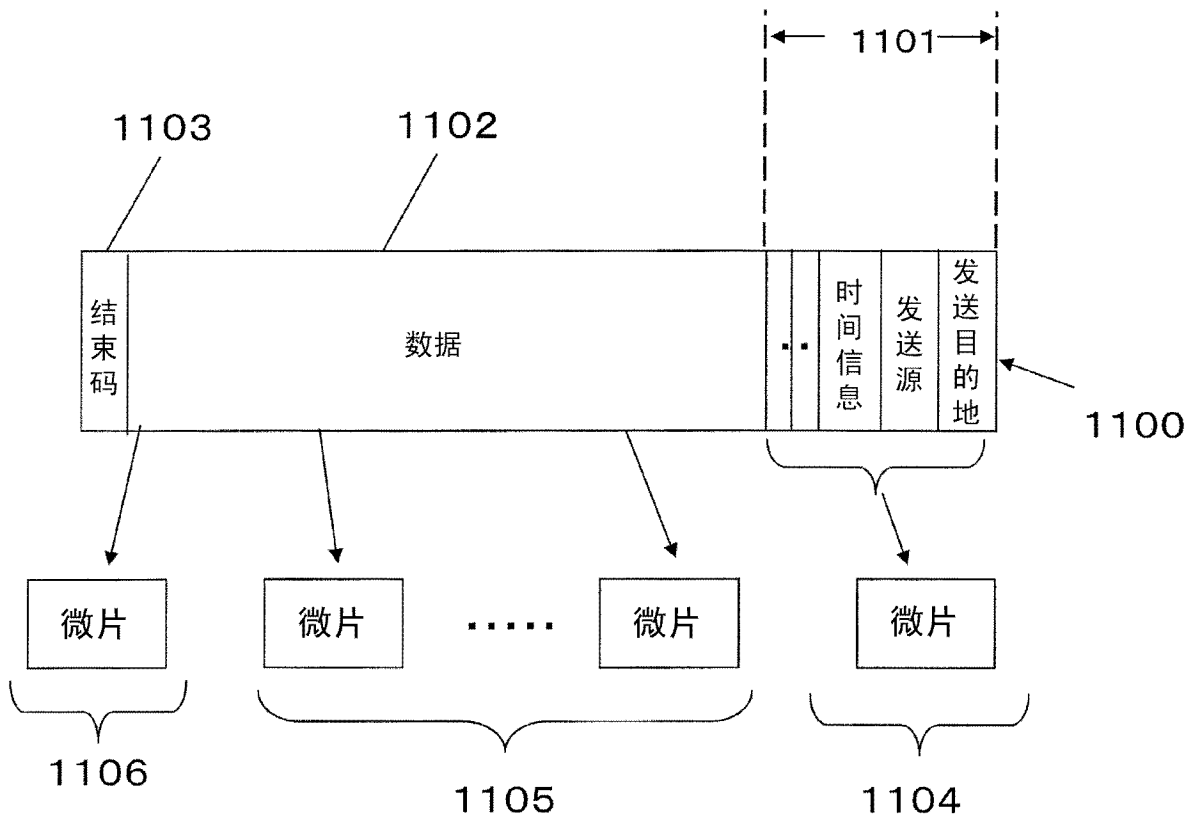 1101
1103
1102
结束码
数据
..
时间信息
发送源
发送目的地
1100
微片
微片
.....
微片
微片
1106
1105
1104